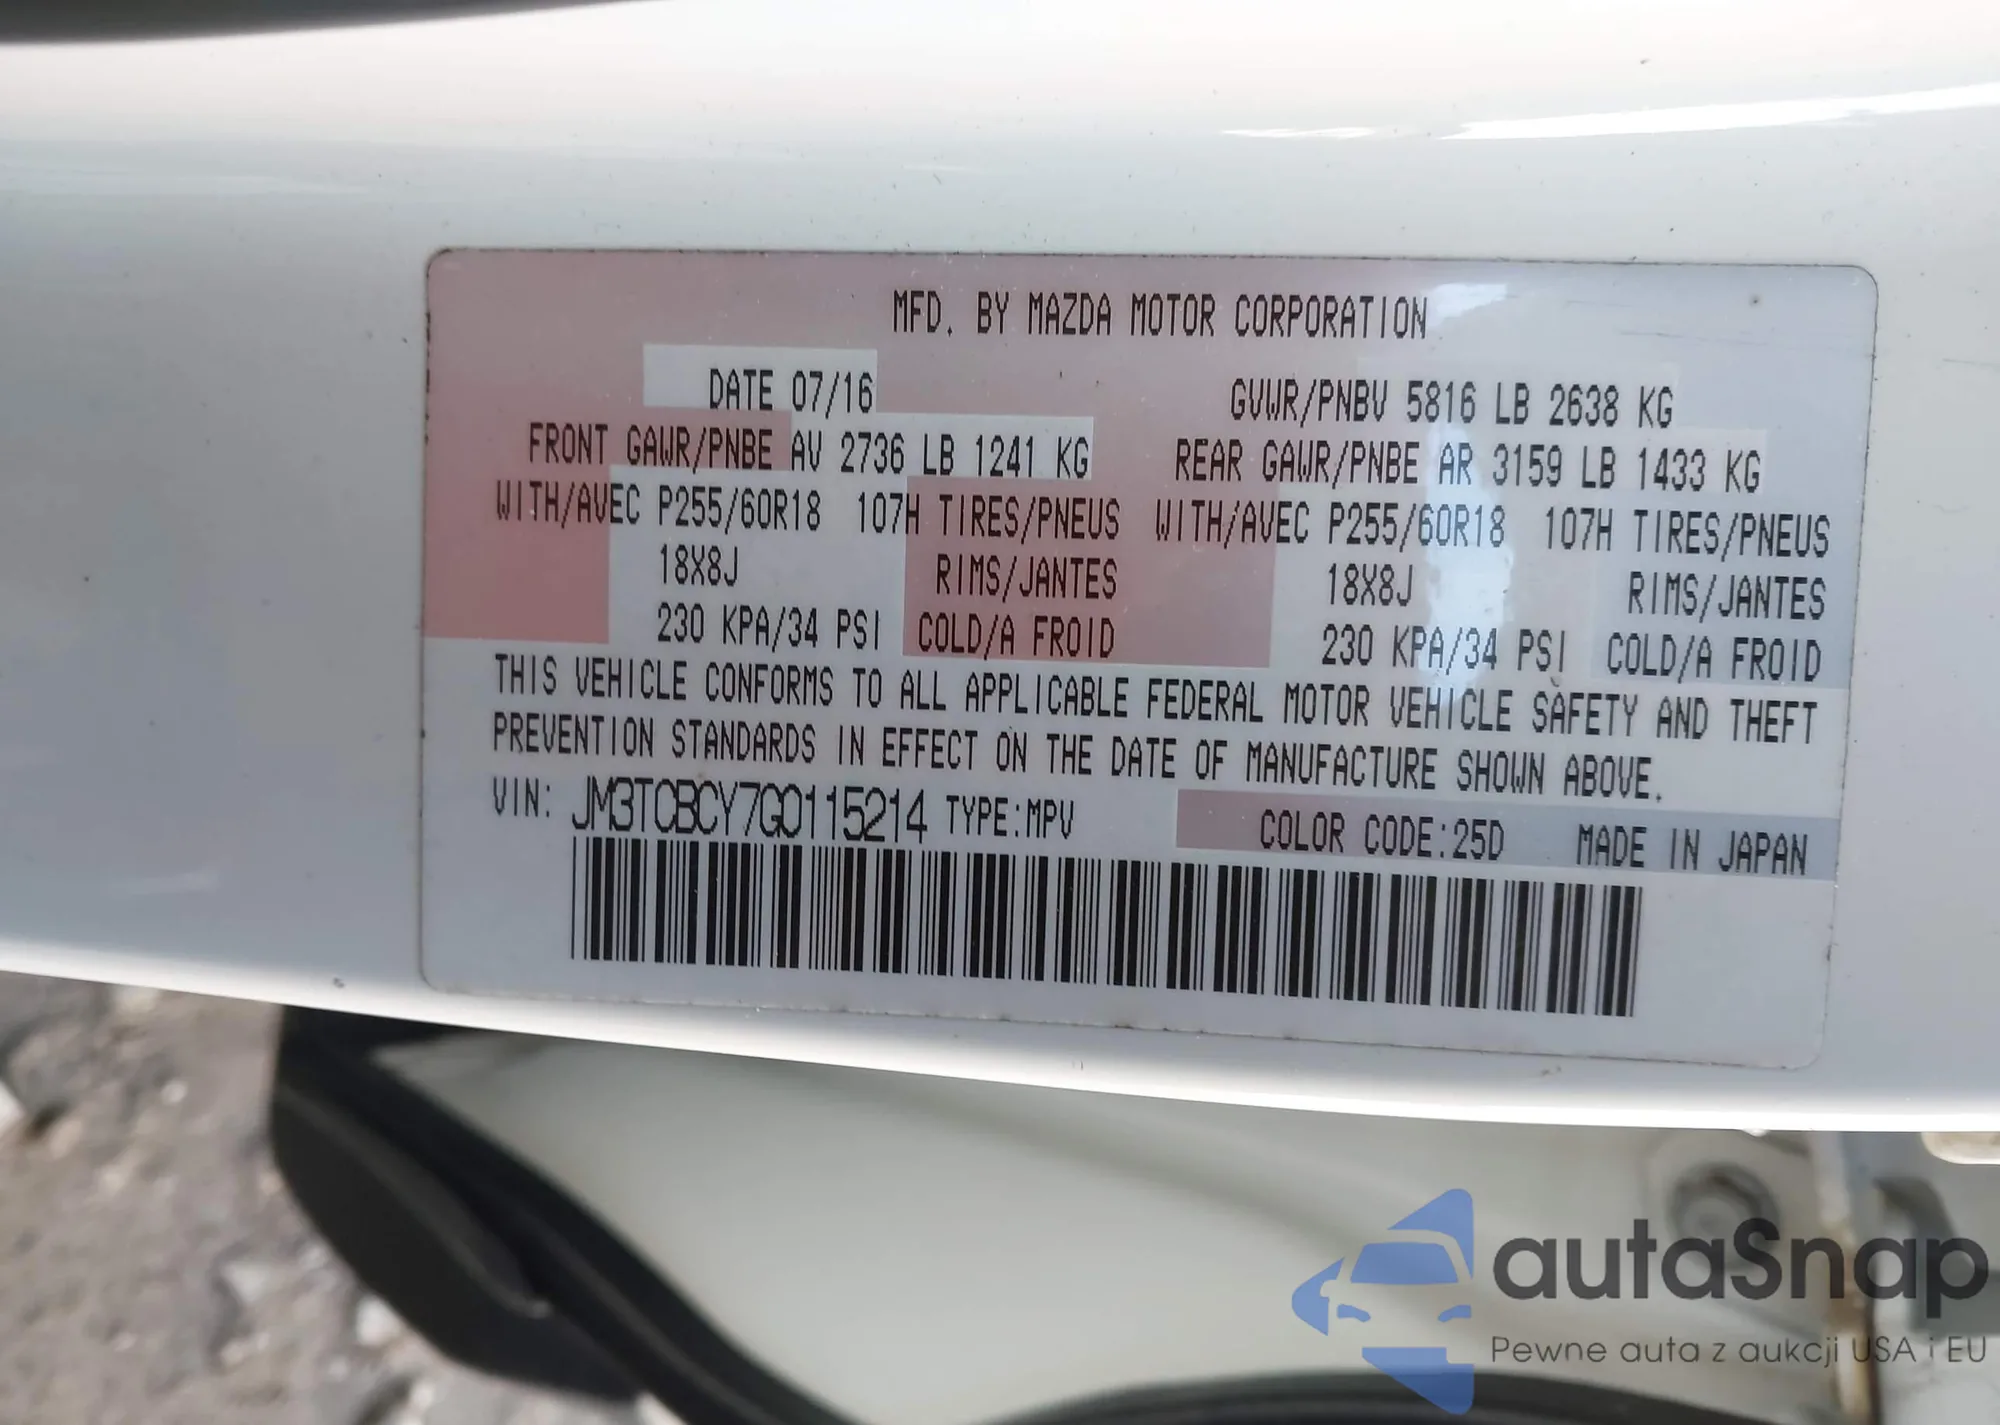 MFD. BY MAZDA MOTOR CORPORATION
DATE 07/16 GVWR/PNBV 5816 LB 2638 KG
FRONT GAWR/PNBE AV 2736 LB 1241 KG REAR GAWR/PNBE AR 3159 LB 1433 KG
WITH/AVEC P255/60R18 107H TIRES/PNEUS WITH/AVEC P255/60R18 107H TIRES/PNEUS
18X8J RIMS/JANTES 18X8J RIMS/JANTES
230 KPA/34 PSI COLD/A FROID 230 KPA/34 PSI COLD/A FROID
THIS VEHICLE CONFORMS TO ALL APPLICABLE FEDERAL MOTOR VEHICLE SAFETY AND THEFT
PREVENTION STANDARDS IN EFFECT ON THE DATE OF MANUFACTURE SHOWN ABOVE.
VIN: JM3TCBCY7G0115214 TYPE:MPV COLOR CODE:25D MADE IN JAPAN
autaSnap
Pewne auta z aukcji USA i EU